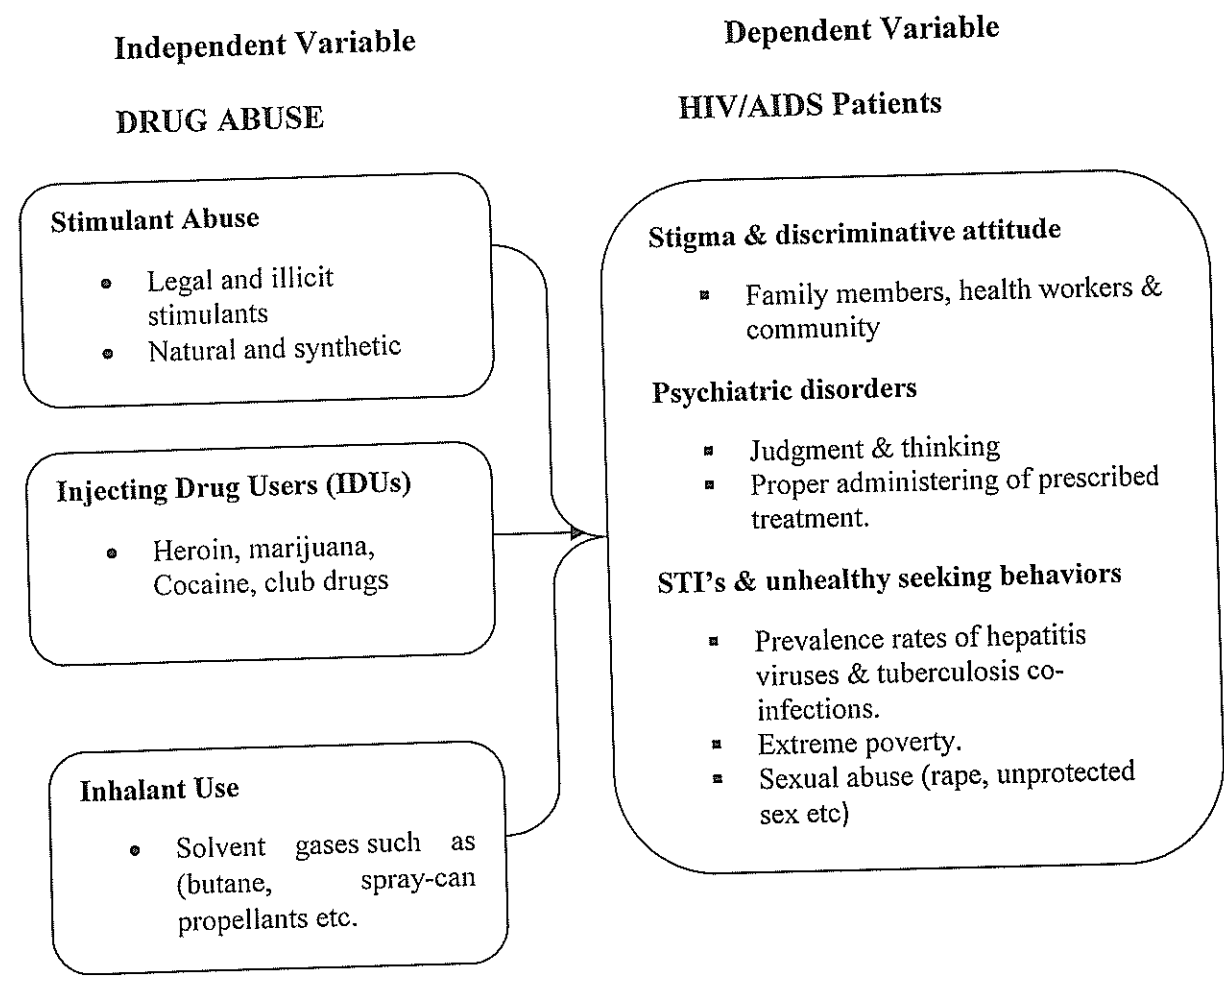 Independent Variable
DRUG ABUSE
Stimulant Abuse
• Legal and illicit
stimulants
• Natural and synthetic
Injecting Drug Users (IDUs)
• Heroin, marijuana,
Cocaine, club drugs
Inhalant Use
• Solvent gases such as
(butane, spray-can
propellants etc.
Dependent Variable
HIV/AIDS Patients
Stigma & discriminative attitude
▪ Family members, health workers &
community
Psychiatric disorders
▪ Judgment & thinking
▪ Proper administering of prescribed
treatment.
STI's & unhealthy seeking behaviors
▪ Prevalence rates of hepatitis
viruses & tuberculosis co-
infections.
▪ Extreme poverty.
▪ Sexual abuse (rape, unprotected
sex etc)